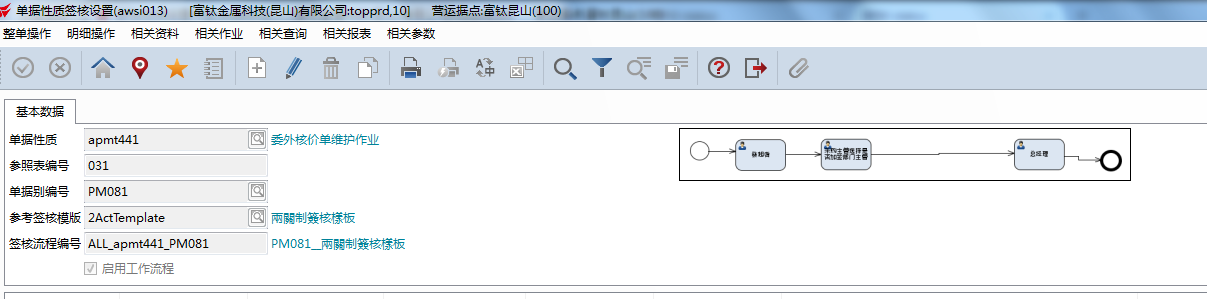 单据性质签核设置(awsi013) [富钛金属科技(昆山)有限公司:topprd,10] 营运据点:富钛昆山(100)
整单操作 明细操作 相关资料 相关作业 相关查询 相关报表 相关参数
基本数据
单据性质 apmt441 委外核价单维护作业
参照表编号 031
单据别编号 PM081
参考签核模版 2ActTemplate 兩關制簽核樣板
签核流程编号 ALL_apmt441_PM081 PM081__兩關制簽核樣板
启用工作流程
总经理